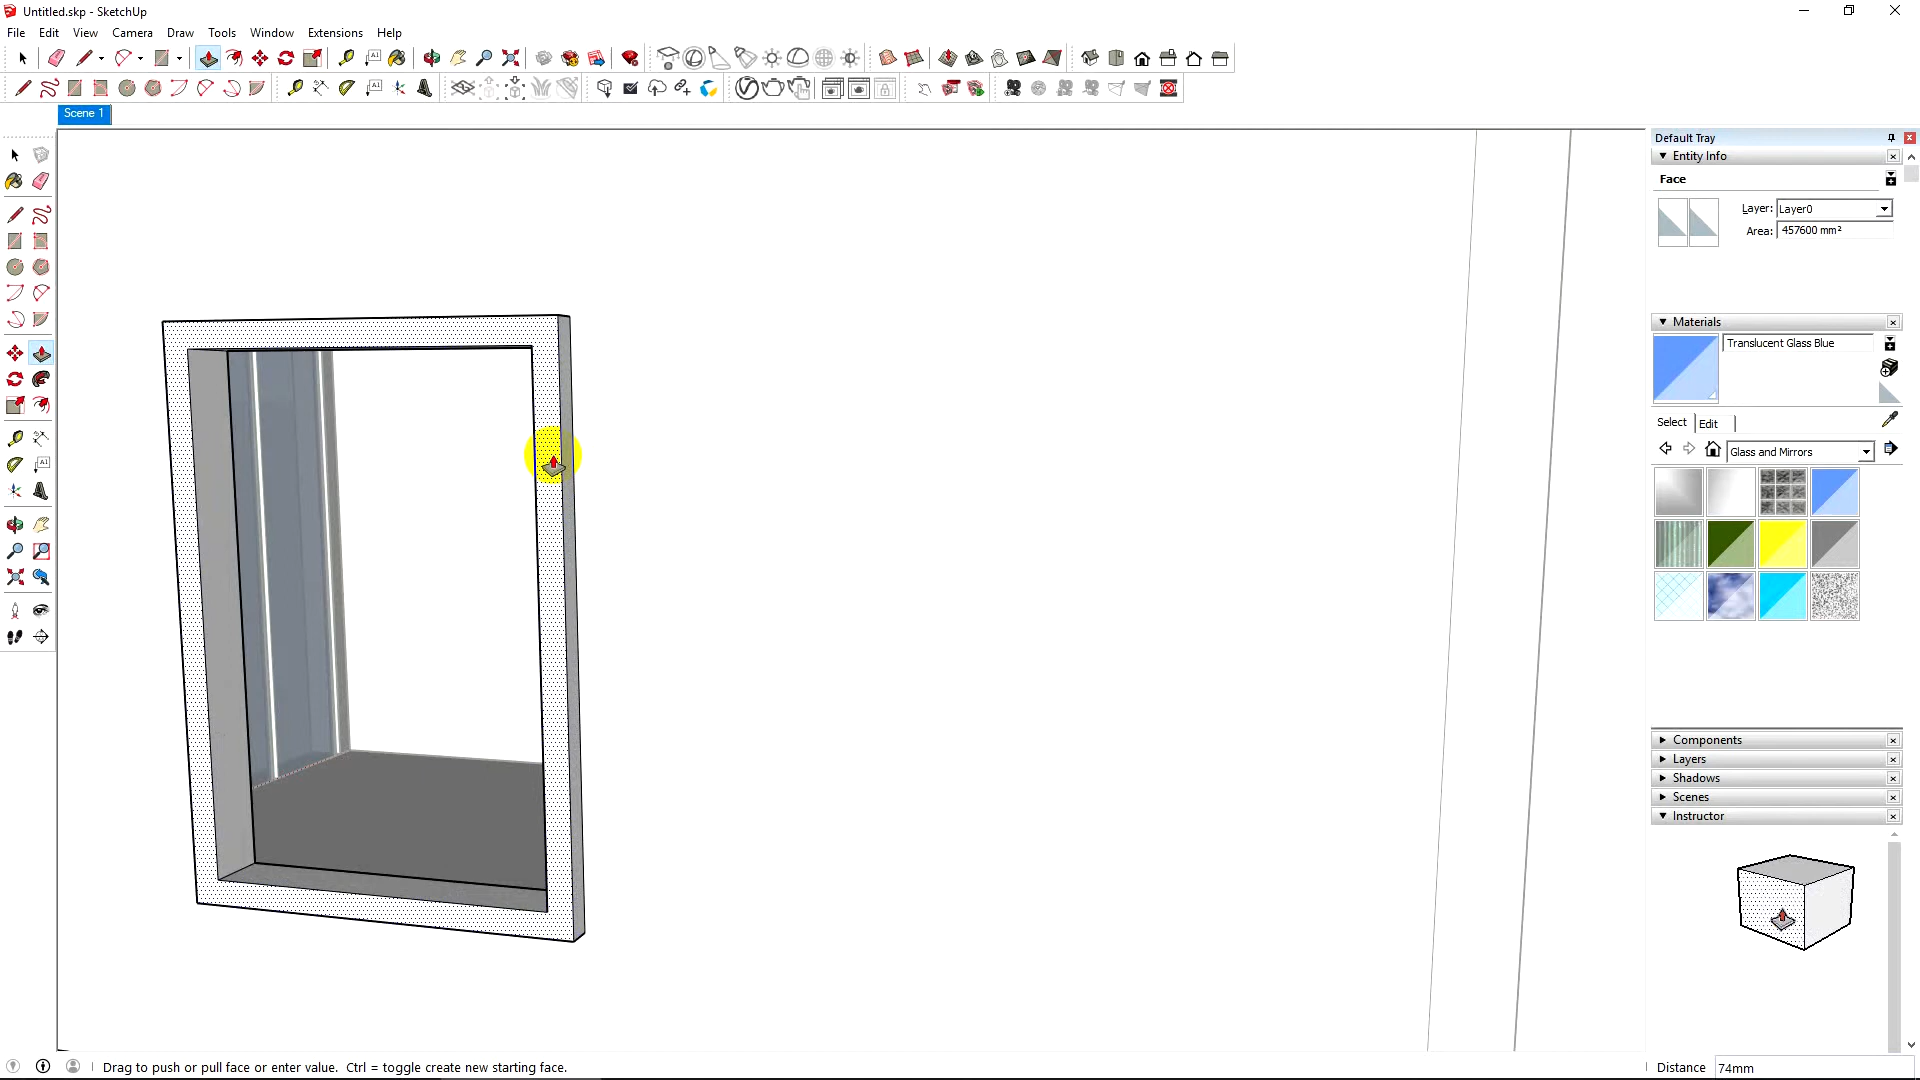 Untitled.skp - SketchUp
File Edit View Camera Draw Tools Window Extensions Help
Scene 1
Default Tray
Entity Info
Face
Layer: Layer0
Area: 457600 mm²
Materials
Translucent Glass Blue
Select Edit
Glass and Mirrors
Components
Layers
Shadows
Scenes
Instructor
Drag to push or pull face or enter value. Ctrl = toggle create new starting face.
Distance 74mm